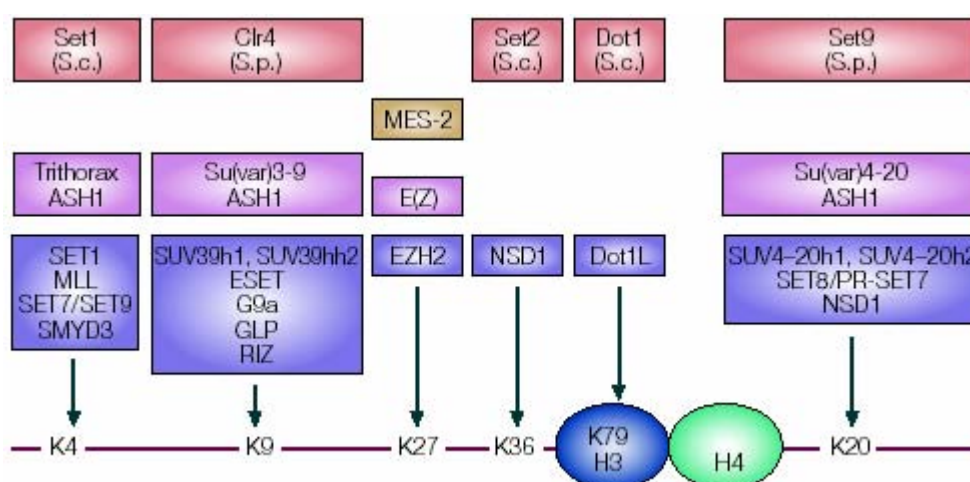 Set1
(S.c.)
Clr4
(S.p.)
Set2
(S.c.)
Dot1
(S.c.)
Set9
(S.p.)
MES-2
Trithorax
ASH1
Su(var)3-9
ASH1
E(Z)
Su(var)4-20
ASH1
SET1
MLL
SET7/SET9
SMYD3
SUV39h1, SUV39hh2
ESET
G9a
GLP
RIZ
EZH2
NSD1
Dot1L
SUV4-20h1, SUV4-20h2
SET8/PR-SET7
NSD1
K4
K9
K27
K36
K79
H3
H4
K20